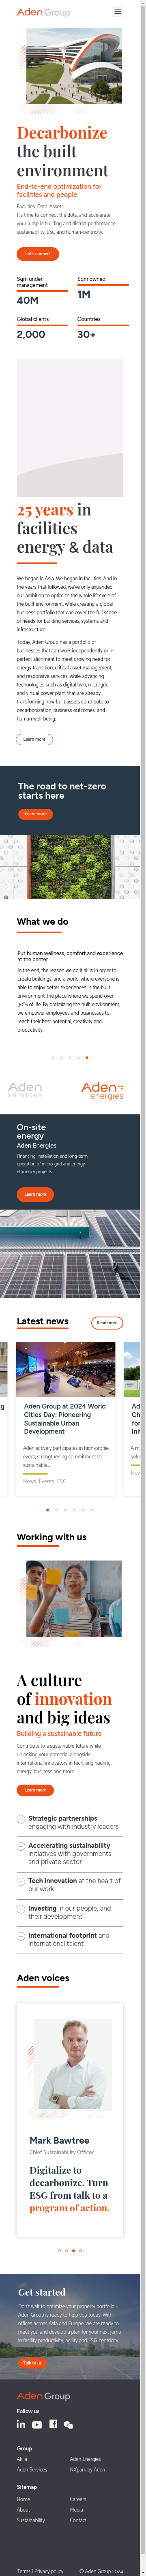 Aden Group
Decarbonize
the built
environment
End-to-end optimization for
facilities and people
Facilities. Data. Assets.
It's time to connect the dots, and accelerate
your jump in building and district performance,
sustainability, ESG and human-centricity.
Let's connect
Sqm under
management
40M
Sqm owned
1M
Global clients
2,000
Countries
30+
25 years in
facilities
energy & data
We began in Asia. We began in facilities. And in
the years that followed, we've only expanded
our ambition to optimize the whole lifecycle of
the built environment, while creating a global
business portfolio that can cover the full range
of needs for building services, systems and
infrastructure.
Today, Aden Group has a portfolio of
businesses that can work independently or in
perfect alignment to meet growing need for
energy transition, critical asset management,
and responsive services, while advancing
technologies such as digital twin, microgrid
and virtual power plant that are already
transforming how built assets contribute to
decarbonization, business outcomes, and
human well-being.
Learn more
The road to net-zero
starts here
Learn more
What we do
Put human wellness, comfort and experience
at the center
In the end, the reason we do all is an idea is to
create buildings, and a world, where everyone is
able to enjoy better experiences in the built
environment, the place where we spend over
90% of life. By optimizing the built environment,
we empower employees and businesses to
reach their best potential, creativity and
productivity.
Aden
services
Aden
energies
On-site
energy
Aden Energies
Financing, installation and long-term
operation of micro-grid and energy
efficiency projects
Learn more
Latest news
Read more
Aden Group at 2024 World
Cities Day: Pioneering
Sustainable Urban
Development
Aden actively participates in high-profile
event, strengthening commitment to
sustainable...
News Events ESG
Working with us
A culture
of innovation
and big ideas
Building a sustainable future
Contribute to a sustainable future while
unlocking your potential alongside
international innovators in tech, engineering,
energy, business and more.
Learn more
Strategic partnerships
engaging with industry leaders
Accelerating sustainability
initiatives with governments
and private sector
Tech innovation at the heart of
our work
Investing in our people, and
their development
International footprint and
international talent
Aden voices
Mark Bawtree
Chief Sustainability Officer
Digitalize to
decarbonize. Turn
ESG from talk to a
program of action.
Get started
Don't wait to optimize your property portfolio –
Aden Group is ready to help you today. With
offices across Asia and Europe, we are ready to
meet you and develop a plan for your next jump
in facility productivity, agility and ESG centricity.
Talk to us
Aden Group
Follow us
Group
Akila
Aden Energies
Aden Services
NXpark by Aden
Sitemap
Home
Careers
About
Media
Sustainability
Contact
Terms | Privacy policy
© Aden Group 2024